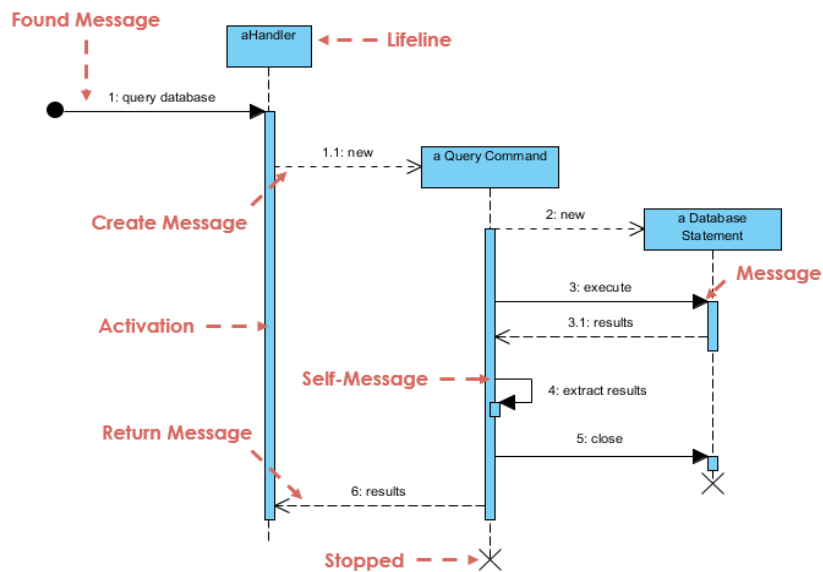 Found Message
aHandler
Lifeline
1: query database
1.1: new
a Query Command
Create Message
2: new
a Database
Statement
Message
3: execute
Activation
3.1: results
Self-Message
4: extract results
Return Message
5: close
6: results
Stopped